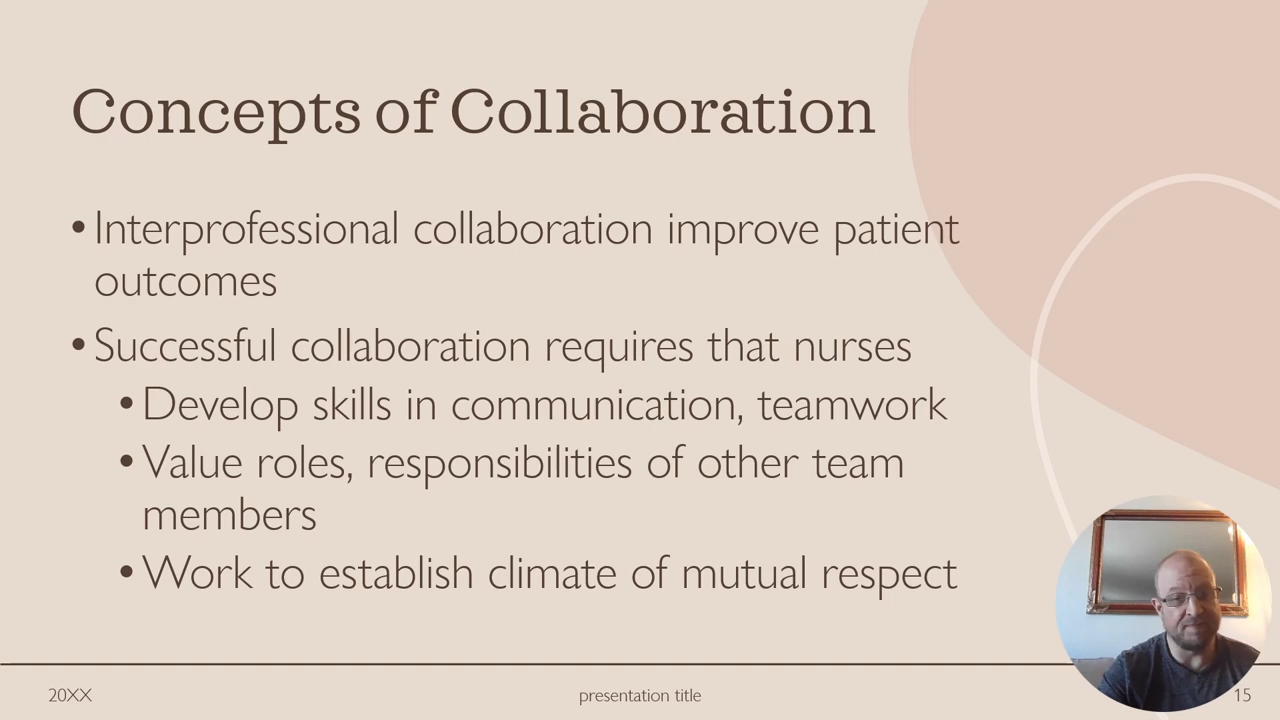 Concepts of Collaboration
• Interprofessional collaboration improve patient
outcomes
• Successful collaboration requires that nurses
• Develop skills in communication, teamwork
• Value roles, responsibilities of other team
members
• Work to establish climate of mutual respect
20XX
presentation title
15